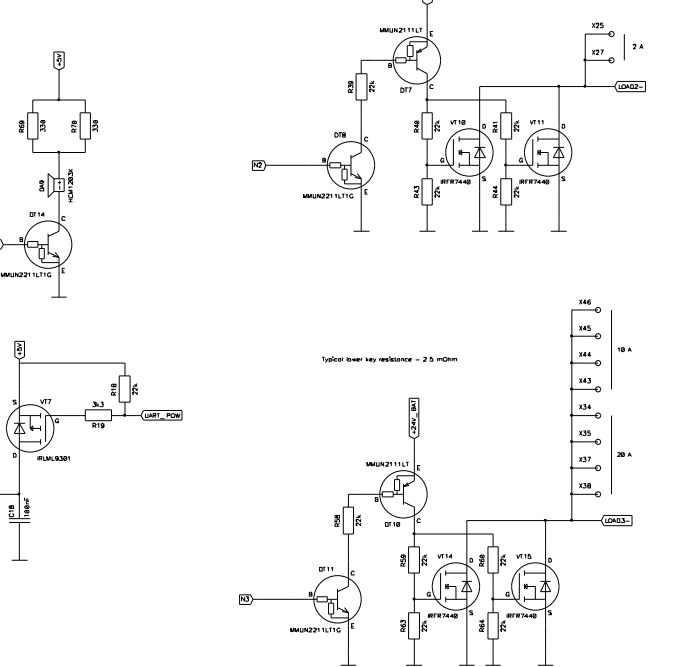 +5V
R69
330
R70
330
DA9
HCM1203X
DT14
C
B
E
MMUN2211LT1G
MMUN2111LT
E
B
C
DT7
R39
22k
DT8
C
N2
B
E
MMUN2211LT1G
R40
22k
R41
22k
VT10
D
G
S
IRFR7440
VT11
D
G
S
IRFR7440
R43
22k
R44
22k
X25
X27
2 A
LOAD2-
+5V
R18
22k
S
VT7
3k3
R19
UART_POW
G
D
IRLML9301
C18
100nF
Typical lower key resistance - 2.5 mOhm
+24V_BAT
MMUN2111LT
E
B
C
DT10
R58
22k
DT11
C
N3
B
E
MMUN2211LT1G
R59
22k
R60
22k
VT14
D
G
S
IRFR7440
VT15
D
G
S
IRFR7440
R63
22k
R64
22k
X46
X45
X44
X43
10 A
X34
X35
X37
X38
20 A
LOAD3-